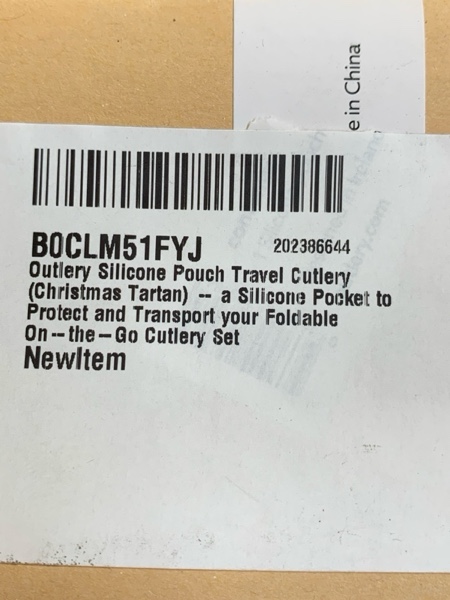 e in China
B0CLM51FYJ 202386644
Outlery Silicone Pouch Travel Cutlery
(Christmas Tartan) -- a Silicone Pocket to
Protect and Transport your Foldable
On--the-Go Cutlery Set
NewItem